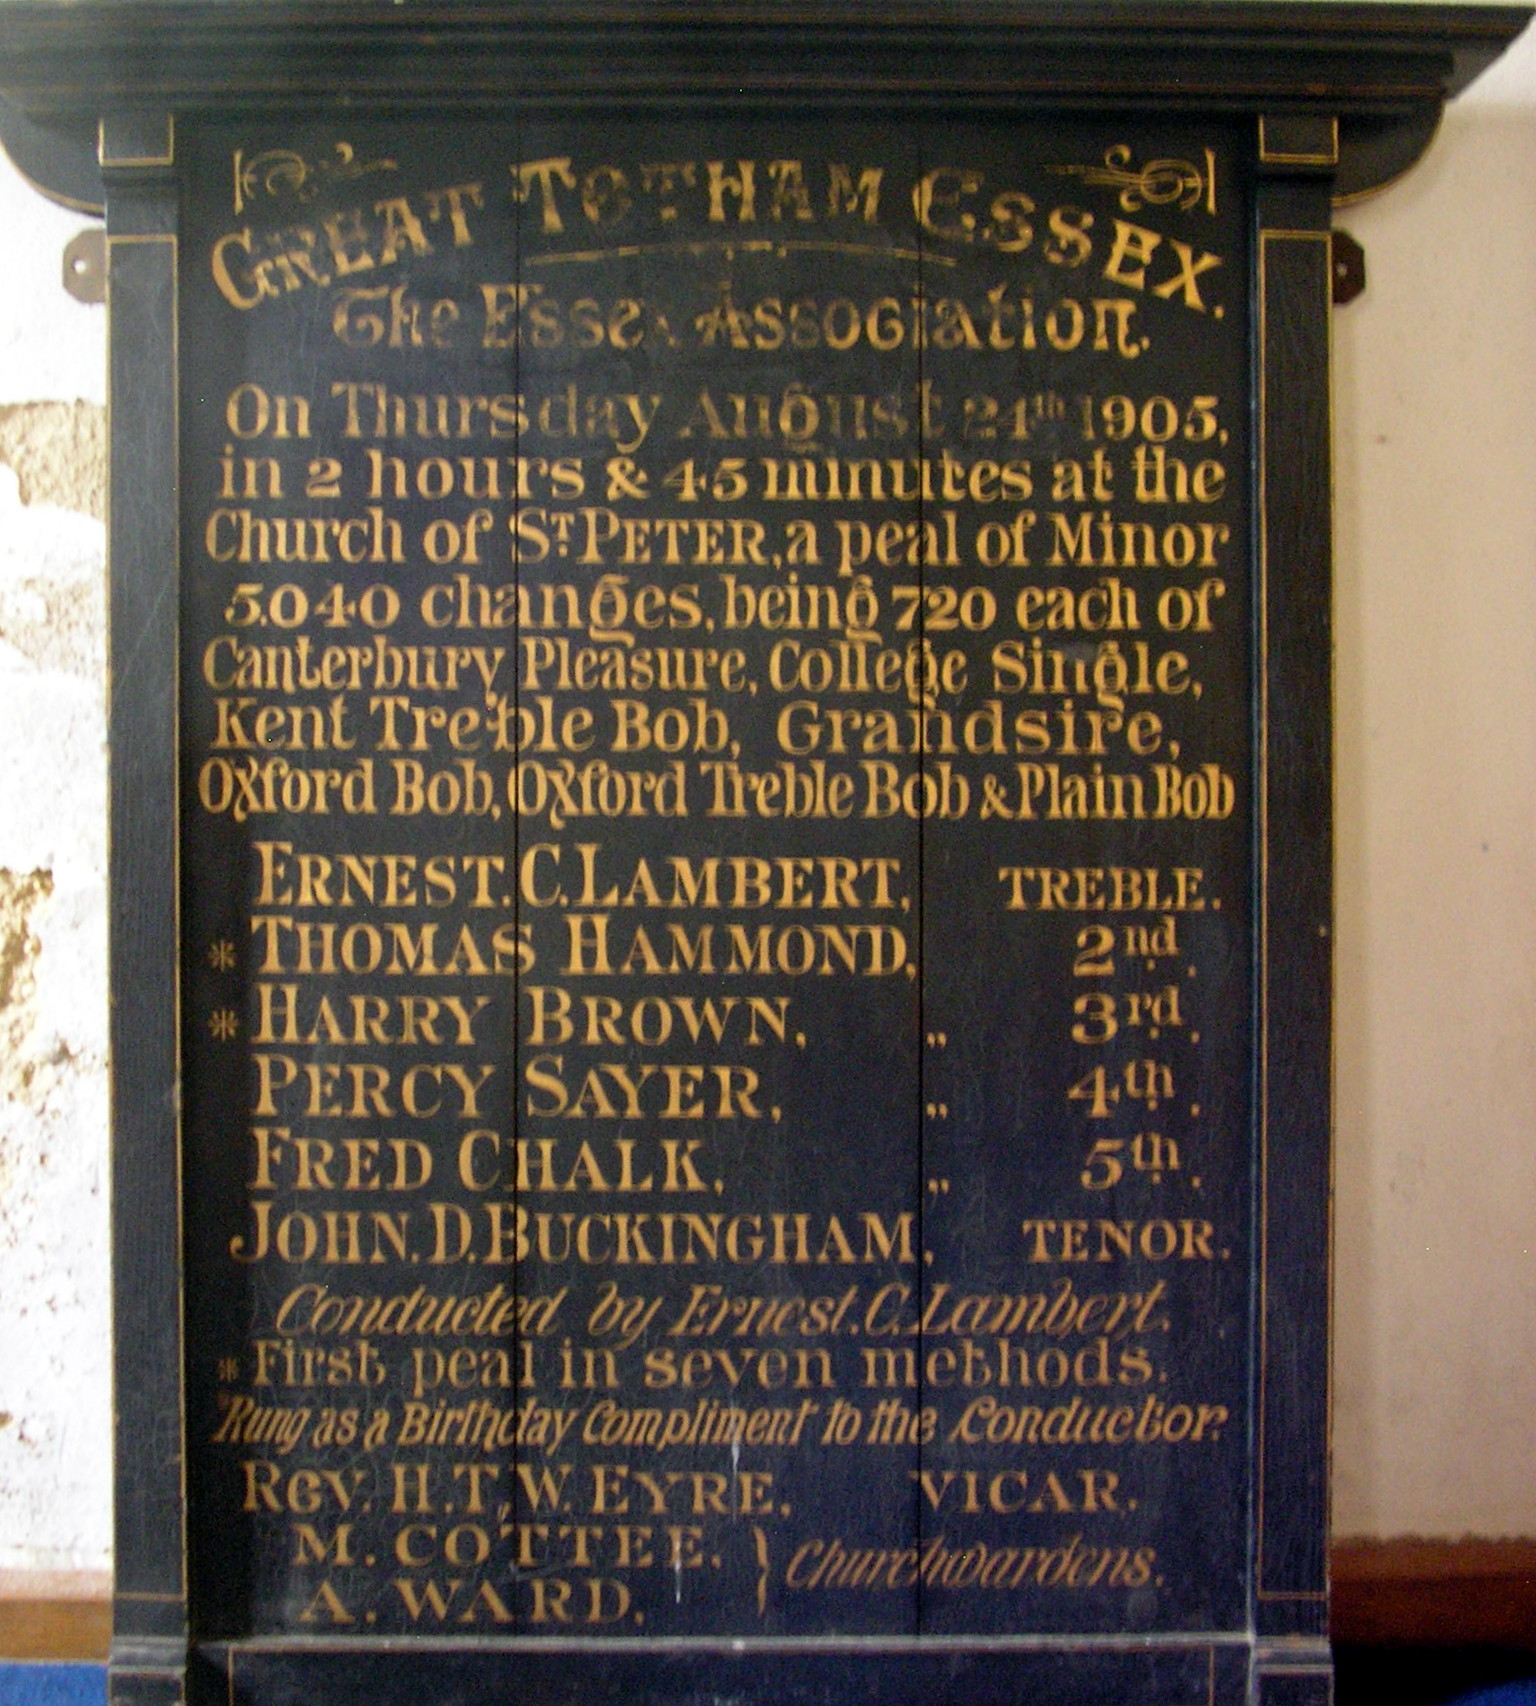 GREAT TOTHAM ESSEX.
The Essex Association.
On Thursday August 24th 1905,
in 2 hours & 45 minutes at the
Church of ST. PETER, a peal of Minor
5.040 changes, being 720 each of
Canterbury Pleasure, College Single,
Kent Treble Bob, Grandsire,
Oxford Bob, Oxford Treble Bob & Plain Bob
ERNEST. C. LAMBERT, TREBLE.
* THOMAS HAMMOND, 2nd.
* HARRY BROWN, „ 3rd.
PERCY SAYER, „ 4th.
FRED CHALK, „ 5th.
JOHN. D. BUCKINGHAM, TENOR.
Conducted by Ernest. C. Lambert.
* First peal in seven methods.
Rung as a Birthday Compliment to the Conductor.
Rev. H. T. W. EYRE, VICAR.
M. COTTEE. } Churchwardens.
A. WARD.